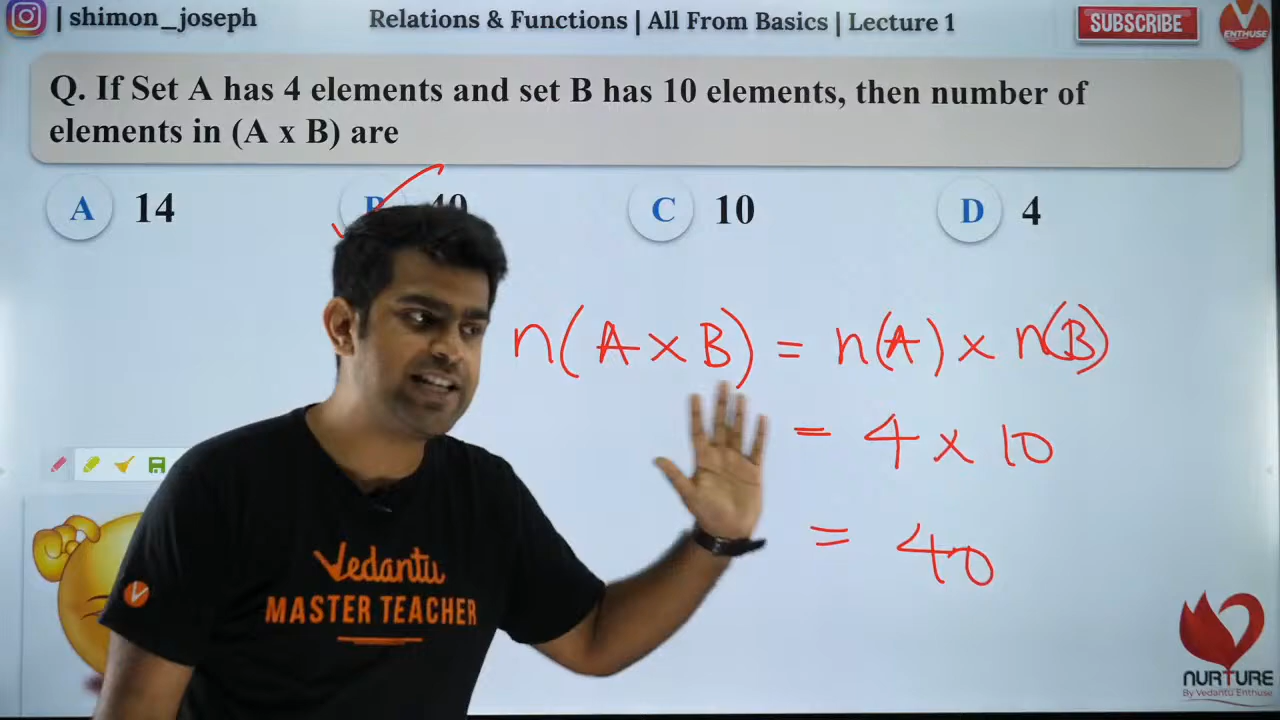 | shimon_joseph
Relations & Functions | All From Basics | Lecture 1
SUBSCRIBE
ENTHUSE
Q. If Set A has 4 elements and set B has 10 elements, then number of
elements in (A x B) are
A 14
B 40
C 10
D 4
n(A×B) = n(A) × n(B)
= 4 × 10
= 40
Vedantu
MASTER TEACHER
NURTURE
By Vedantu Enthuse